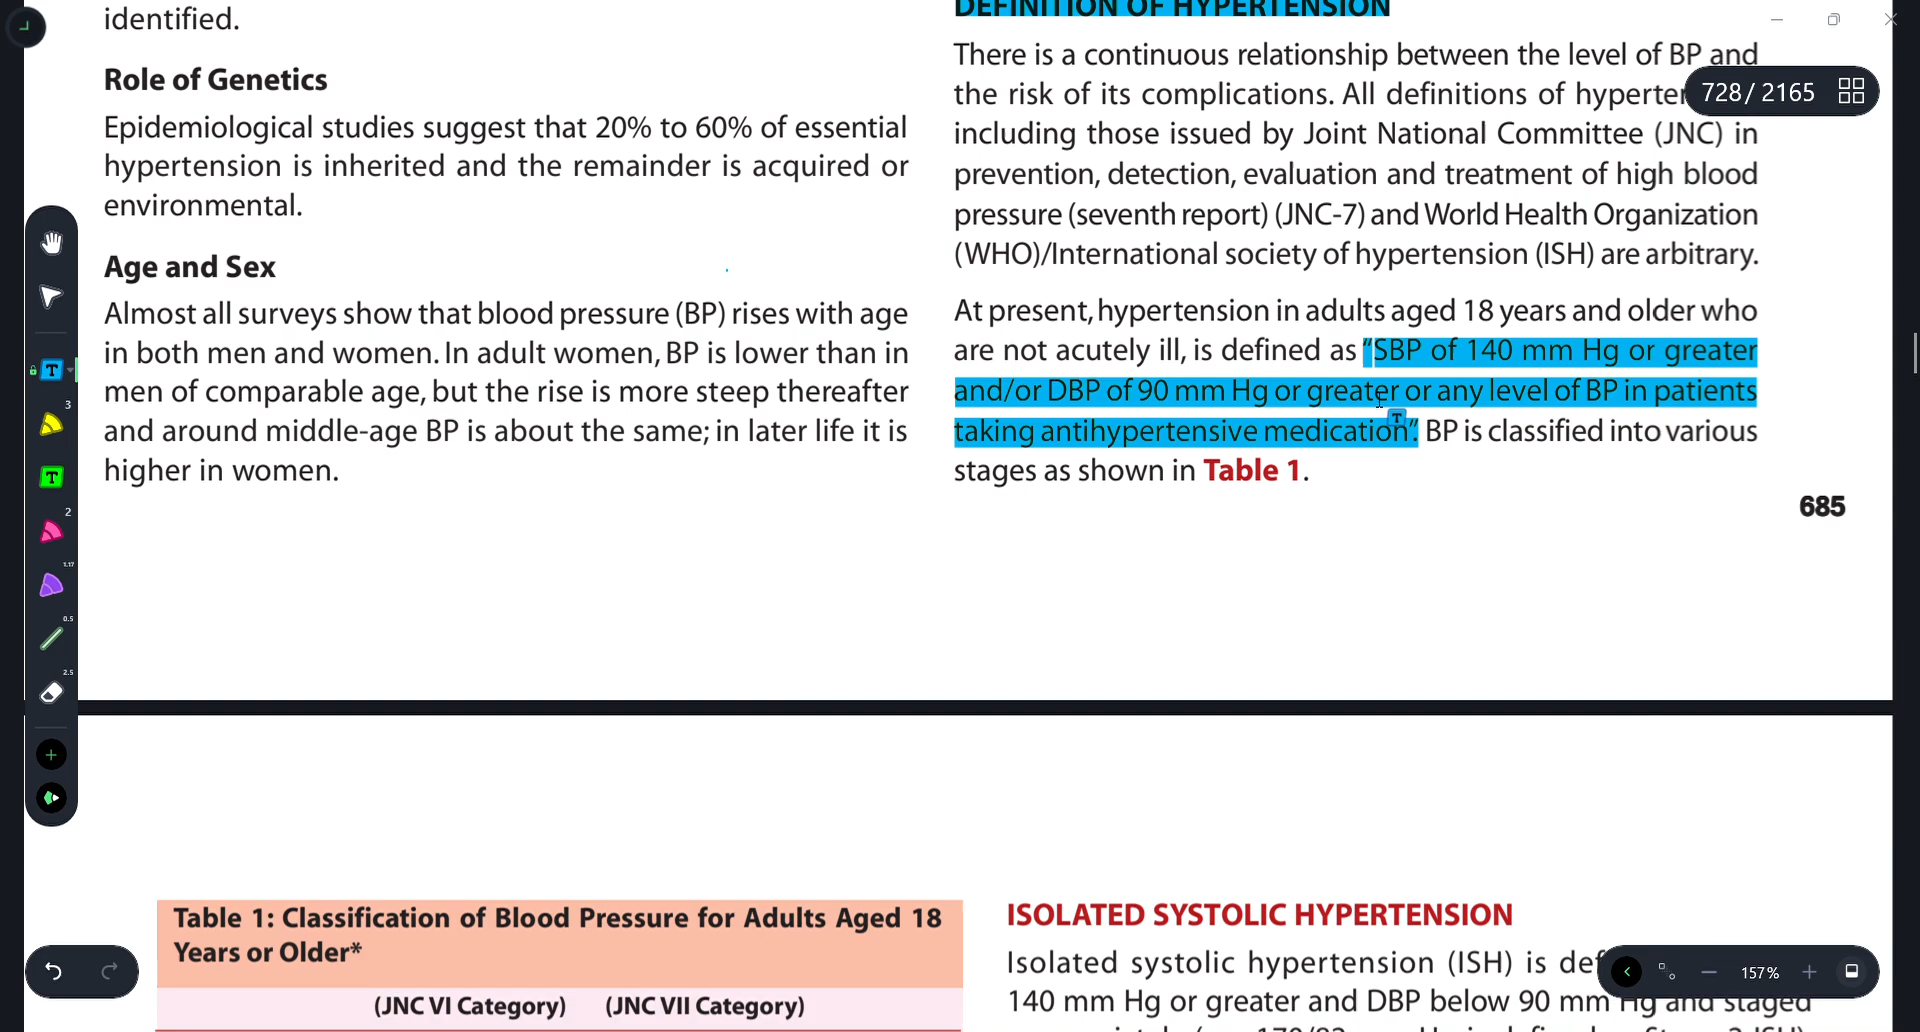 identified.
Role of Genetics
Epidemiological studies suggest that 20% to 60% of essential
hypertension is inherited and the remainder is acquired or
environmental.
Age and Sex
Almost all surveys show that blood pressure (BP) rises with age
in both men and women. In adult women, BP is lower than in
men of comparable age, but the rise is more steep thereafter
and around middle-age BP is about the same; in later life it is
higher in women.
DEFINITION OF HYPERTENSION
There is a continuous relationship between the level of BP and
the risk of its complications. All definitions of
including those issued by Joint National Committee (JNC) in
prevention, detection, evaluation and treatment of high blood
pressure (seventh report) (JNC-7) and World Health Organization
(WHO)/International society of hypertension (ISH) are arbitrary.
At present, hypertension in adults aged 18 years and older who
are not acutely ill, is defined as “SBP of 140 mm Hg or greater
and/or DBP of 90 mm Hg or greater or any level of BP in patients
taking antihypertensive medication”. BP is classified into various
stages as shown in Table 1.
685
728 / 2165
T
T
T
3
2
1.17
0.5
2.5
Table 1: Classification of Blood Pressure for Adults Aged 18
Years or Older*
(JNC VI Category) (JNC VII Category)
ISOLATED SYSTOLIC HYPERTENSION
Isolated systolic hypertension (ISH) is
140 mm Hg or greater and DBP below 90 mm Hg and staged
157%